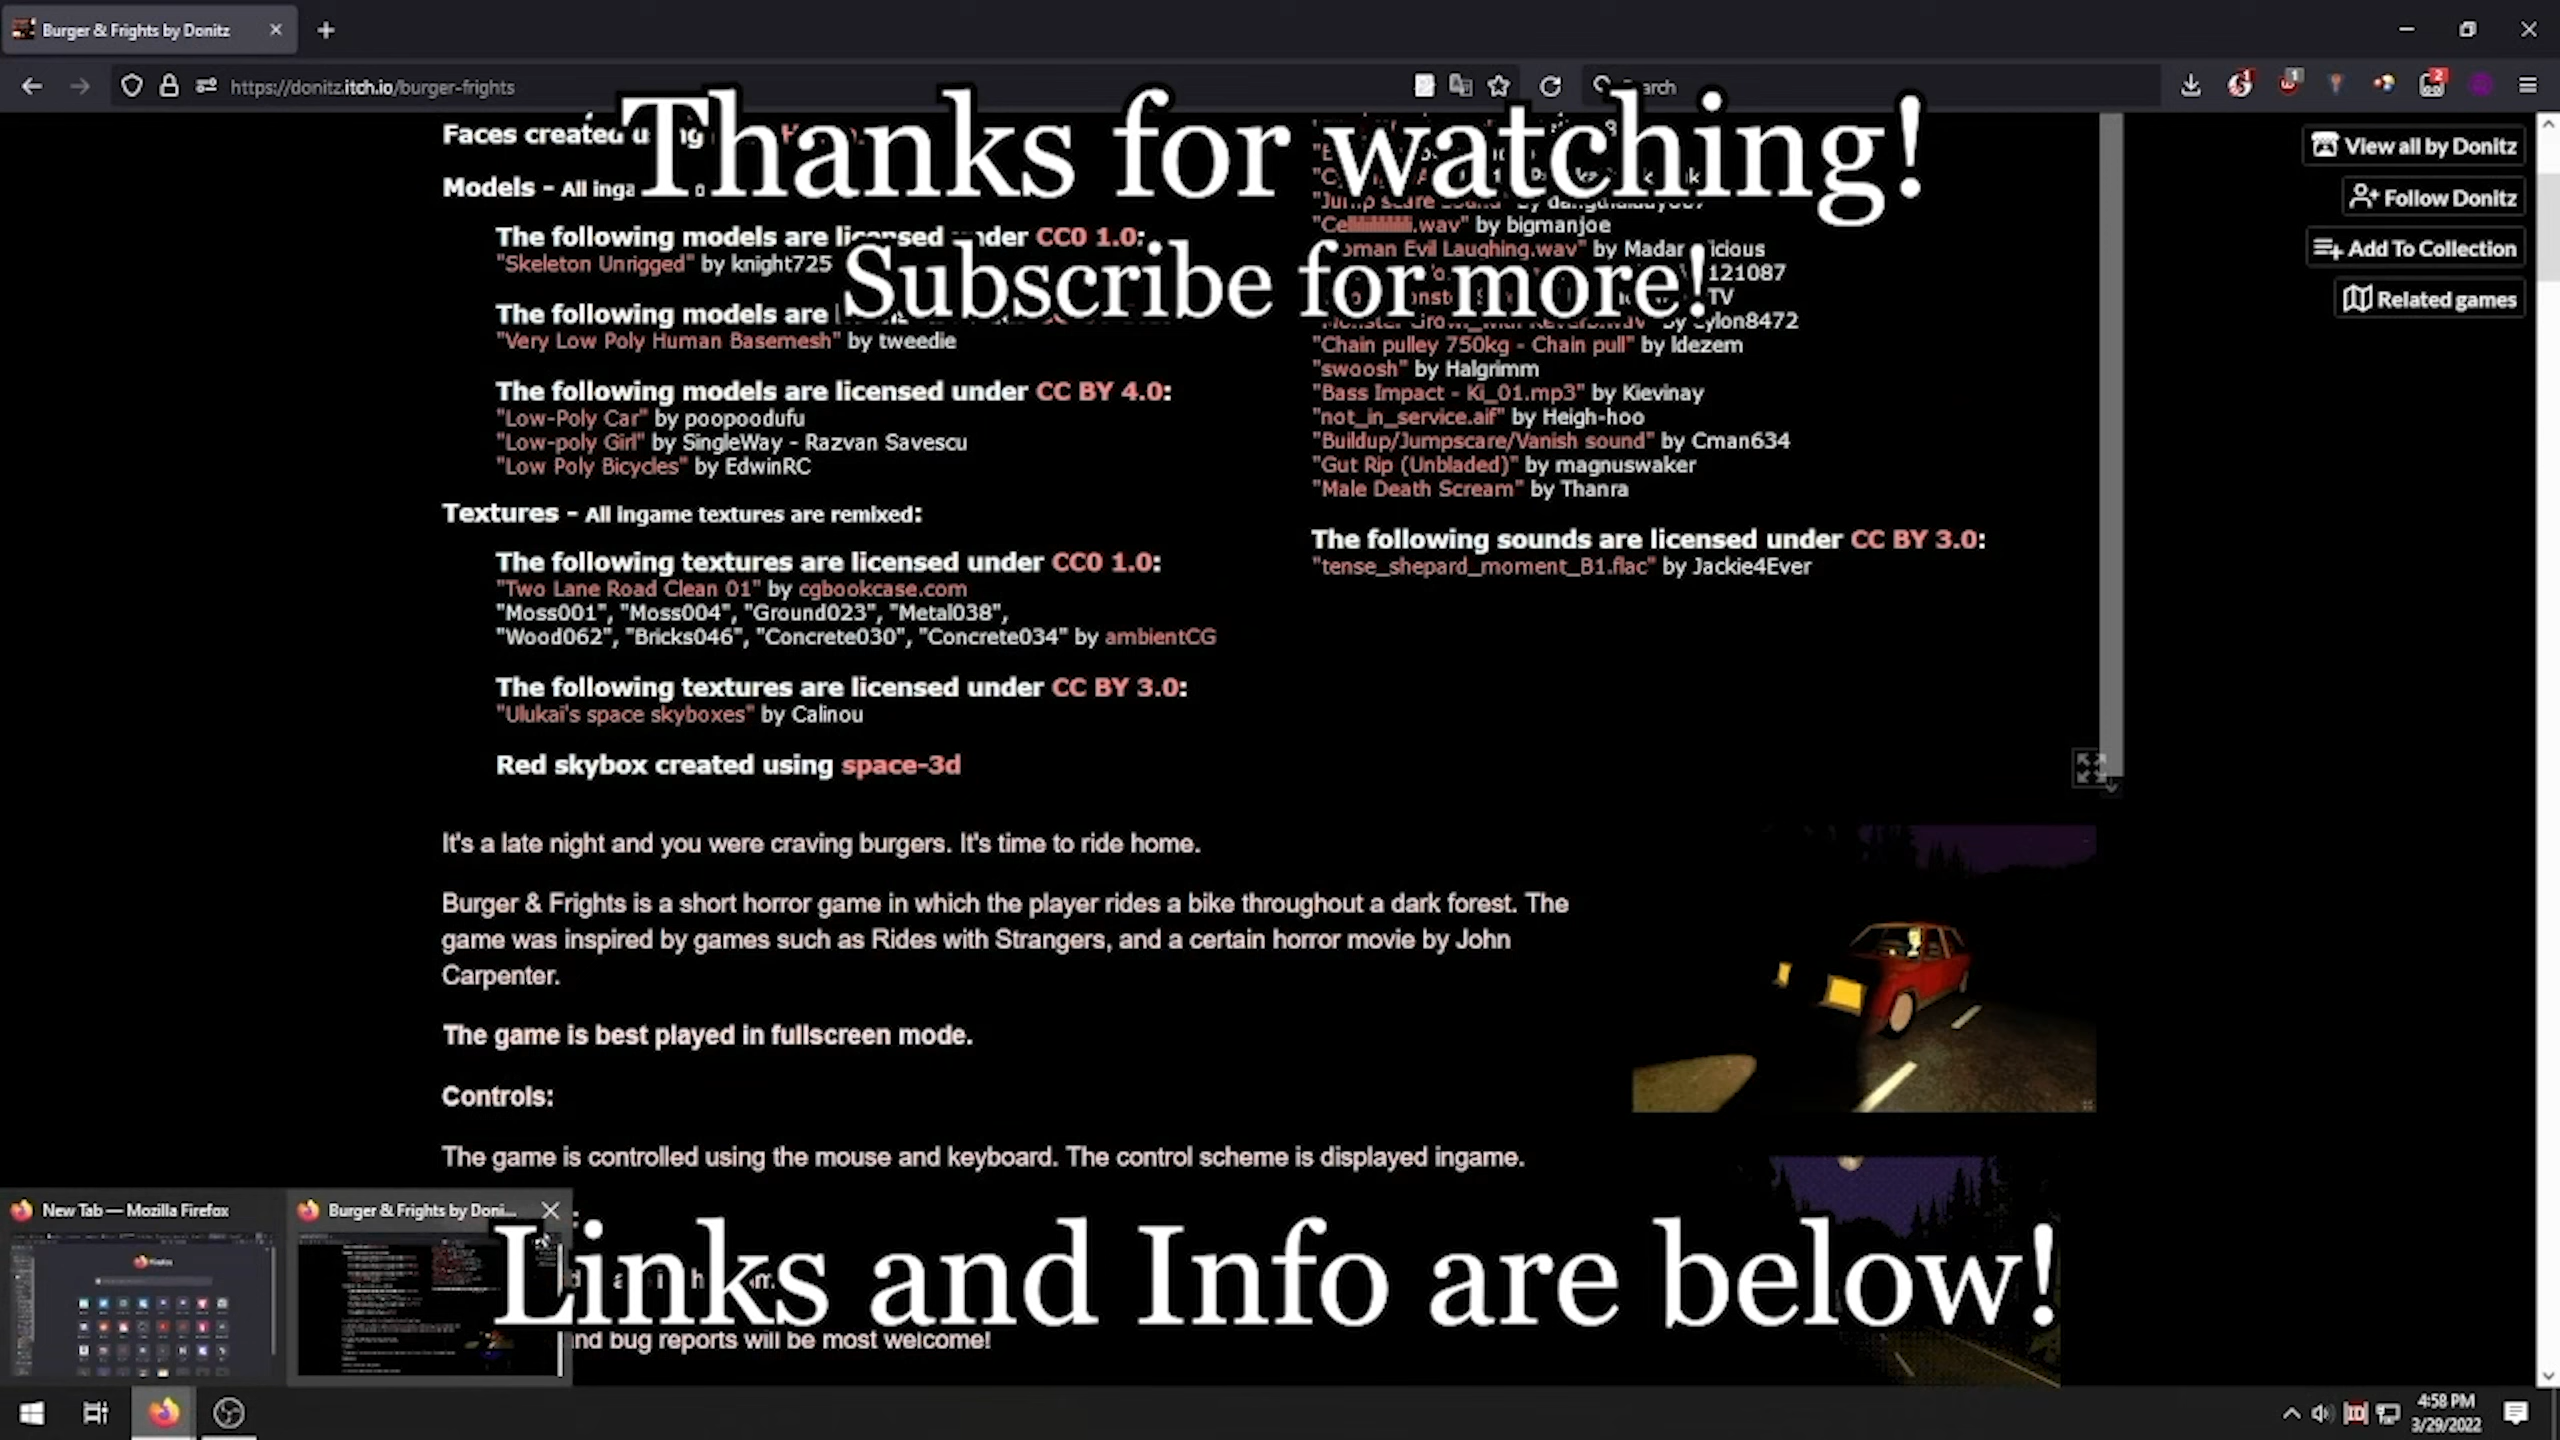 Burger & Frights by Donitz
https://donitz.itch.io/burger-frights
Thanks for watching!
Subscribe for more!
View all by Donitz
Follow Donitz
Add To Collection
Related games
Faces created
Models - All
The following models are licensed under CC0 1.0:
"Skeleton Unrigged" by knight725
The following models are
"Very Low Poly Human Basemesh" by tweedie
The following models are licensed under CC BY 4.0:
"Low-Poly Car" by poopoodufu
"Low-poly Girl" by SingleWay - Razvan Savescu
"Low Poly Bicycles" by EdwinRC
Textures - All ingame textures are remixed:
The following textures are licensed under CC0 1.0:
"Two Lane Road Clean 01" by cgbookcase.com
"Moss001", "Moss004", "Ground023", "Metal038",
"Wood062", "Bricks046", "Concrete030", "Concrete034" by ambientCG
The following textures are licensed under CC BY 3.0:
"Ulukai's space skyboxes" by Calinou
Red skybox created using space-3d
.wav" by bigmanjoe
Evil Laughing.wav" by
121087
TV
"Chain pulley 750kg - Chain pull" by ldezem
"swoosh" by Halgrimm
"Bass Impact - Ki_01.mp3" by Kievinay
"not_in_service.aif" by Heigh-hoo
"Buildup/Jumpscare/Vanish sound" by Cman634
"Gut Rip (Unbladed)" by magnuswaker
"Male Death Scream" by Thanra
The following sounds are licensed under CC BY 3.0:
"tense_shepard_moment_B1.flac" by Jackie4Ever
It's a late night and you were craving burgers. It's time to ride home.
Burger & Frights is a short horror game in which the player rides a bike throughout a dark forest. The
game was inspired by games such as Rides with Strangers, and a certain horror movie by John
Carpenter.
The game is best played in fullscreen mode.
Controls:
The game is controlled using the mouse and keyboard. The control scheme is displayed ingame.
New Tab — Mozilla Firefox
Burger & Frights by Doni...
Links and Info are below!
and bug reports will be most welcome!
4:58 PM
3/29/2022